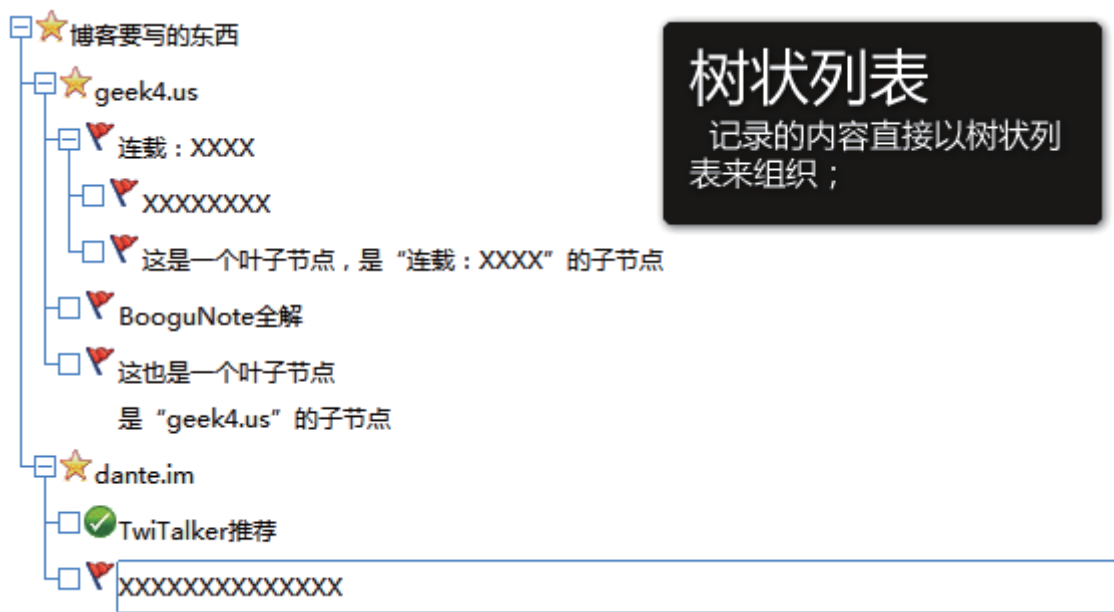 博客要写的东西
geek4.us
连载：XXXX
XXXXXXXX
这是一个叶子节点，是“连载：XXXX”的子节点
BooguNote全解
这也是一个叶子节点
是“geek4.us”的子节点
dante.im
TwiTalker推荐
XXXXXXXXXXXXXX
树状列表
记录的内容直接以树状列
表来组织；